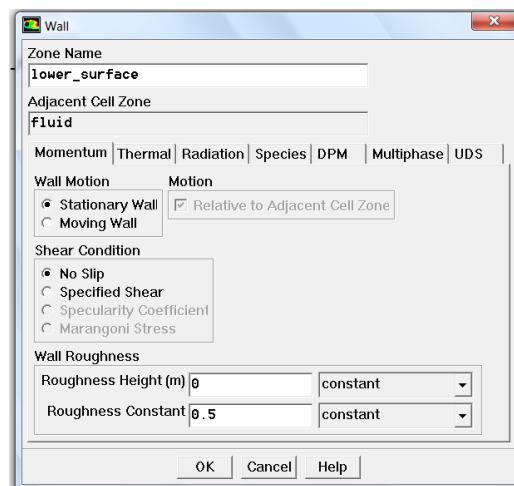 Wall
Zone Name
lower_surface
Adjacent Cell Zone
fluid
Momentum Thermal Radiation Species DPM Multiphase UDS
Wall Motion Motion
Stationary Wall Relative to Adjacent Cell Zone
Moving Wall
Shear Condition
No Slip
Specified Shear
Specularity Coefficient
Marangoni Stress
Wall Roughness
Roughness Height (m) 0 constant
Roughness Constant 0.5 constant
OK Cancel Help